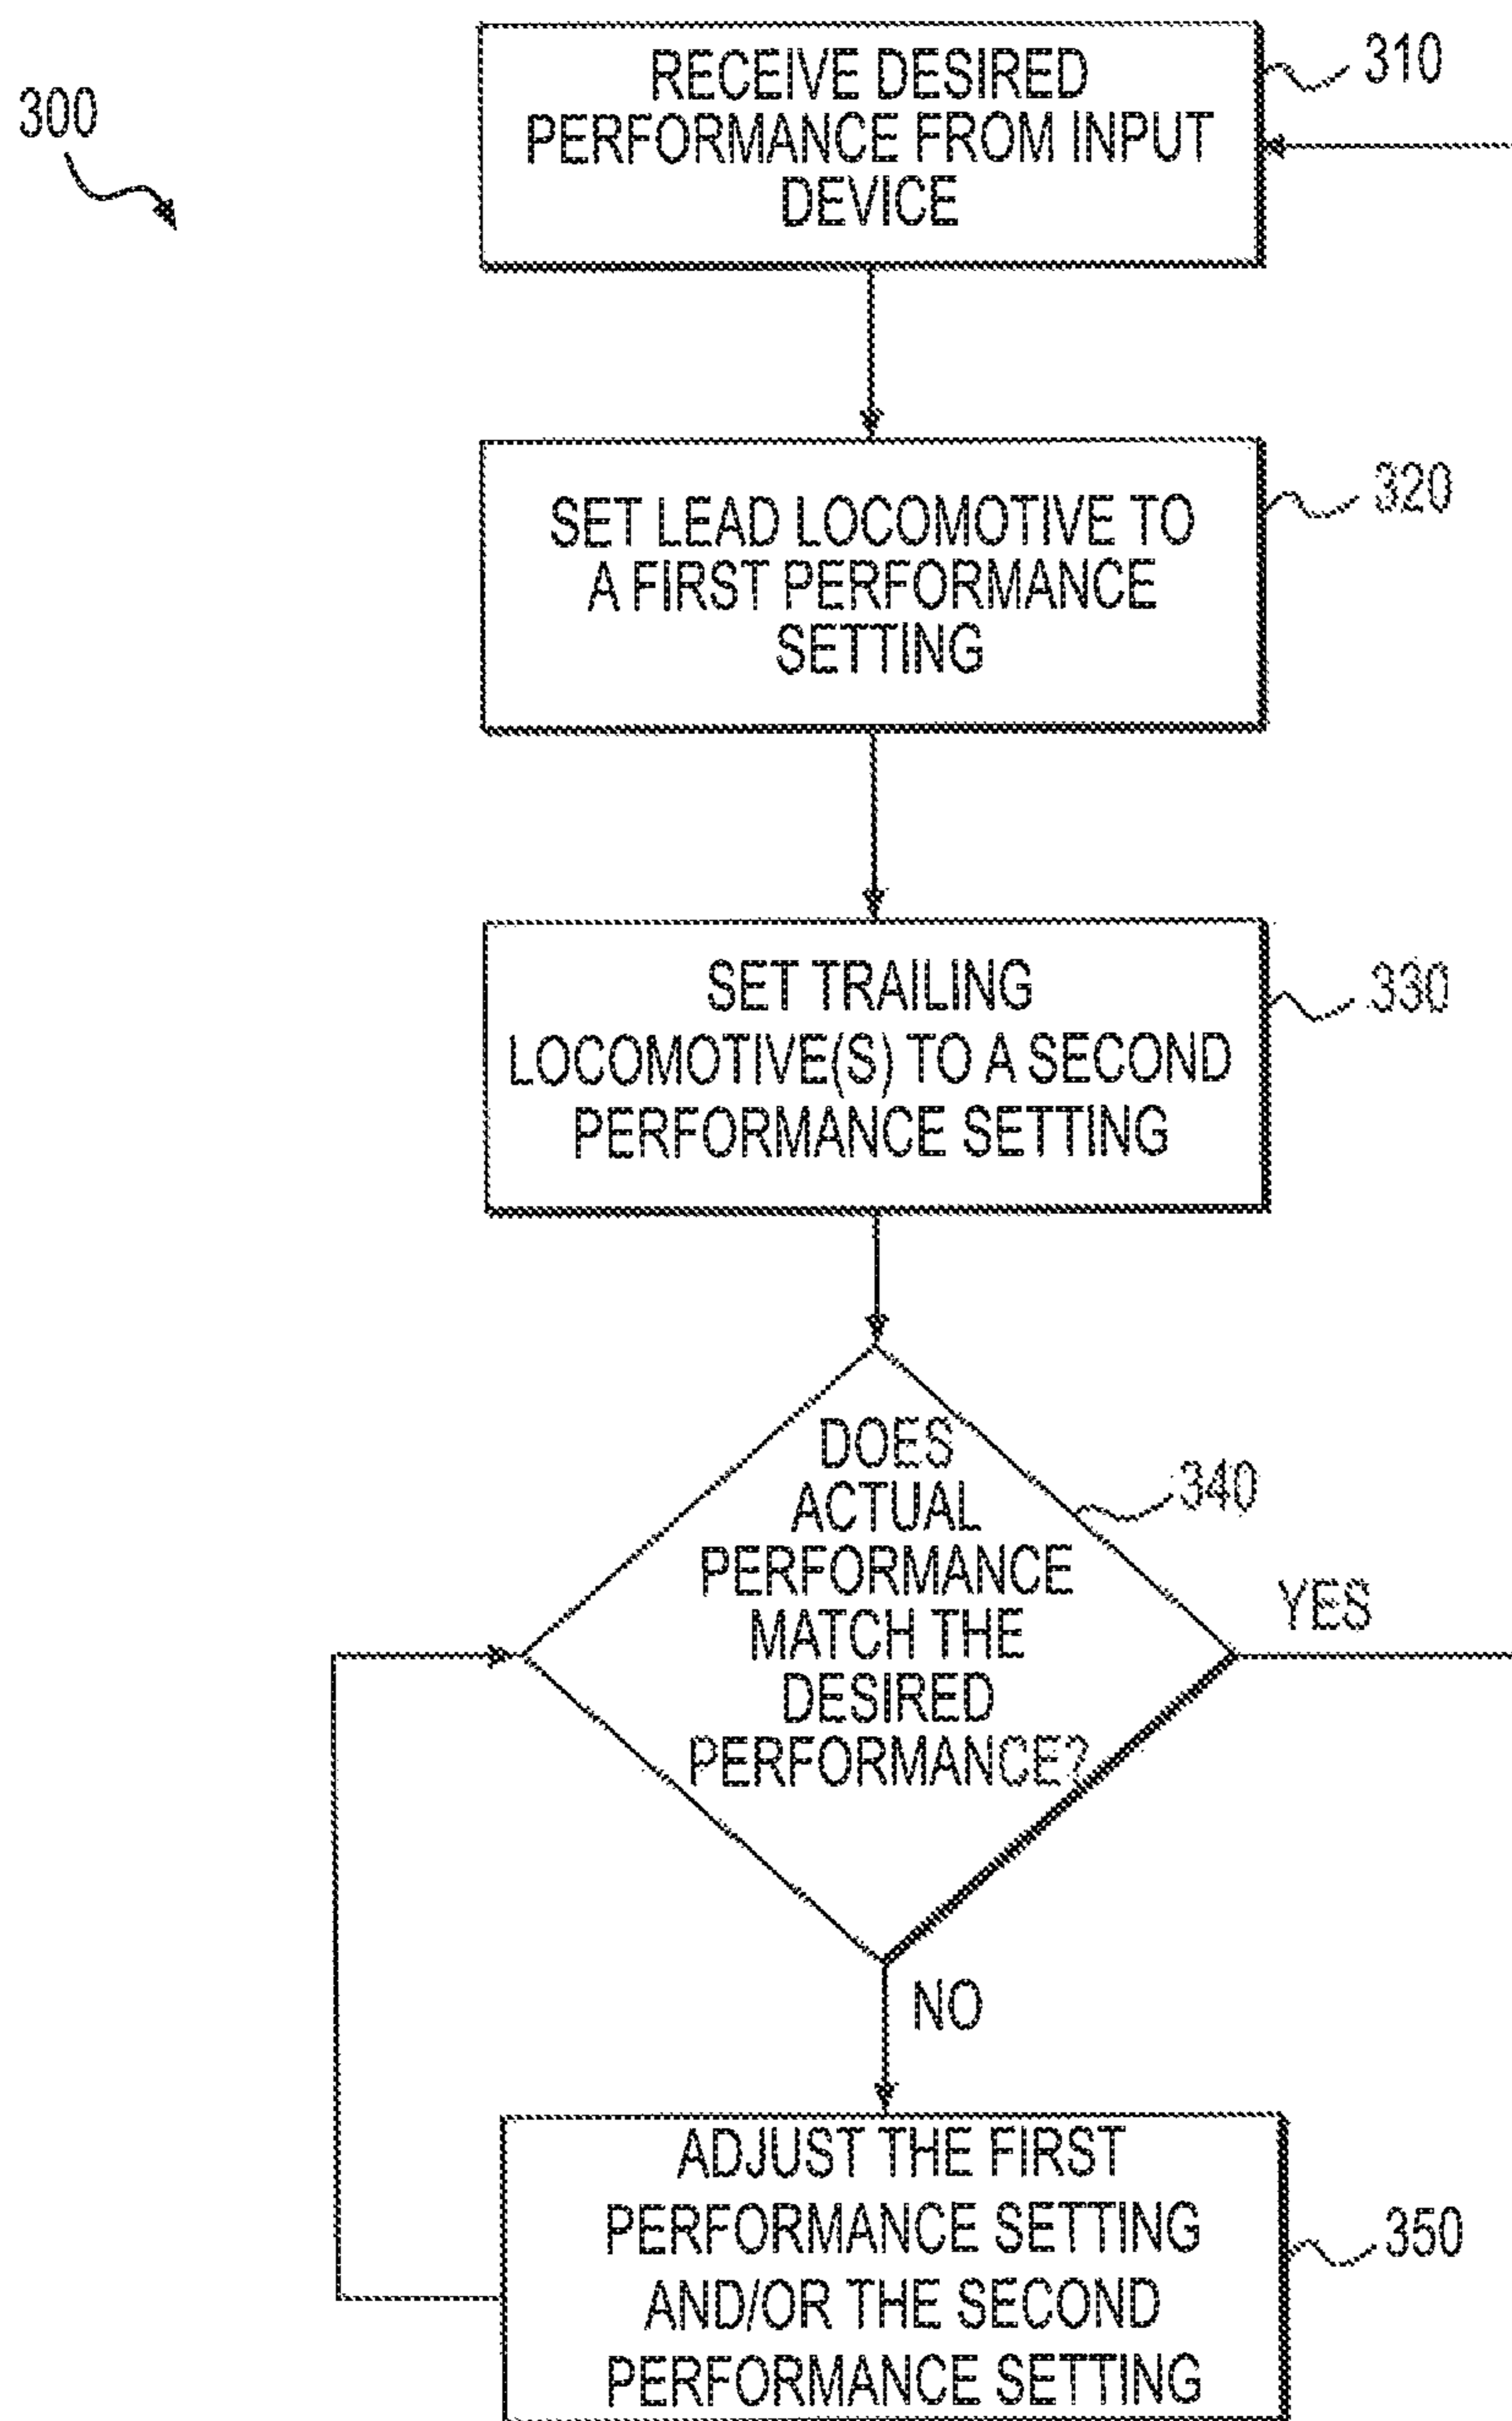 300
RECEIVE DESIRED
PERFORMANCE FROM INPUT
DEVICE
310
SET LEAD LOCOMOTIVE TO
A FIRST PERFORMANCE
SETTING
320
SET TRAILING
LOCOMOTIVE(S) TO A SECOND
PERFORMANCE SETTING
330
DOES
ACTUAL
PERFORMANCE
MATCH THE
DESIRED
PERFORMANCE?
340
YES
NO
ADJUST THE FIRST
PERFORMANCE SETTING
AND/OR THE SECOND
PERFORMANCE SETTING
350